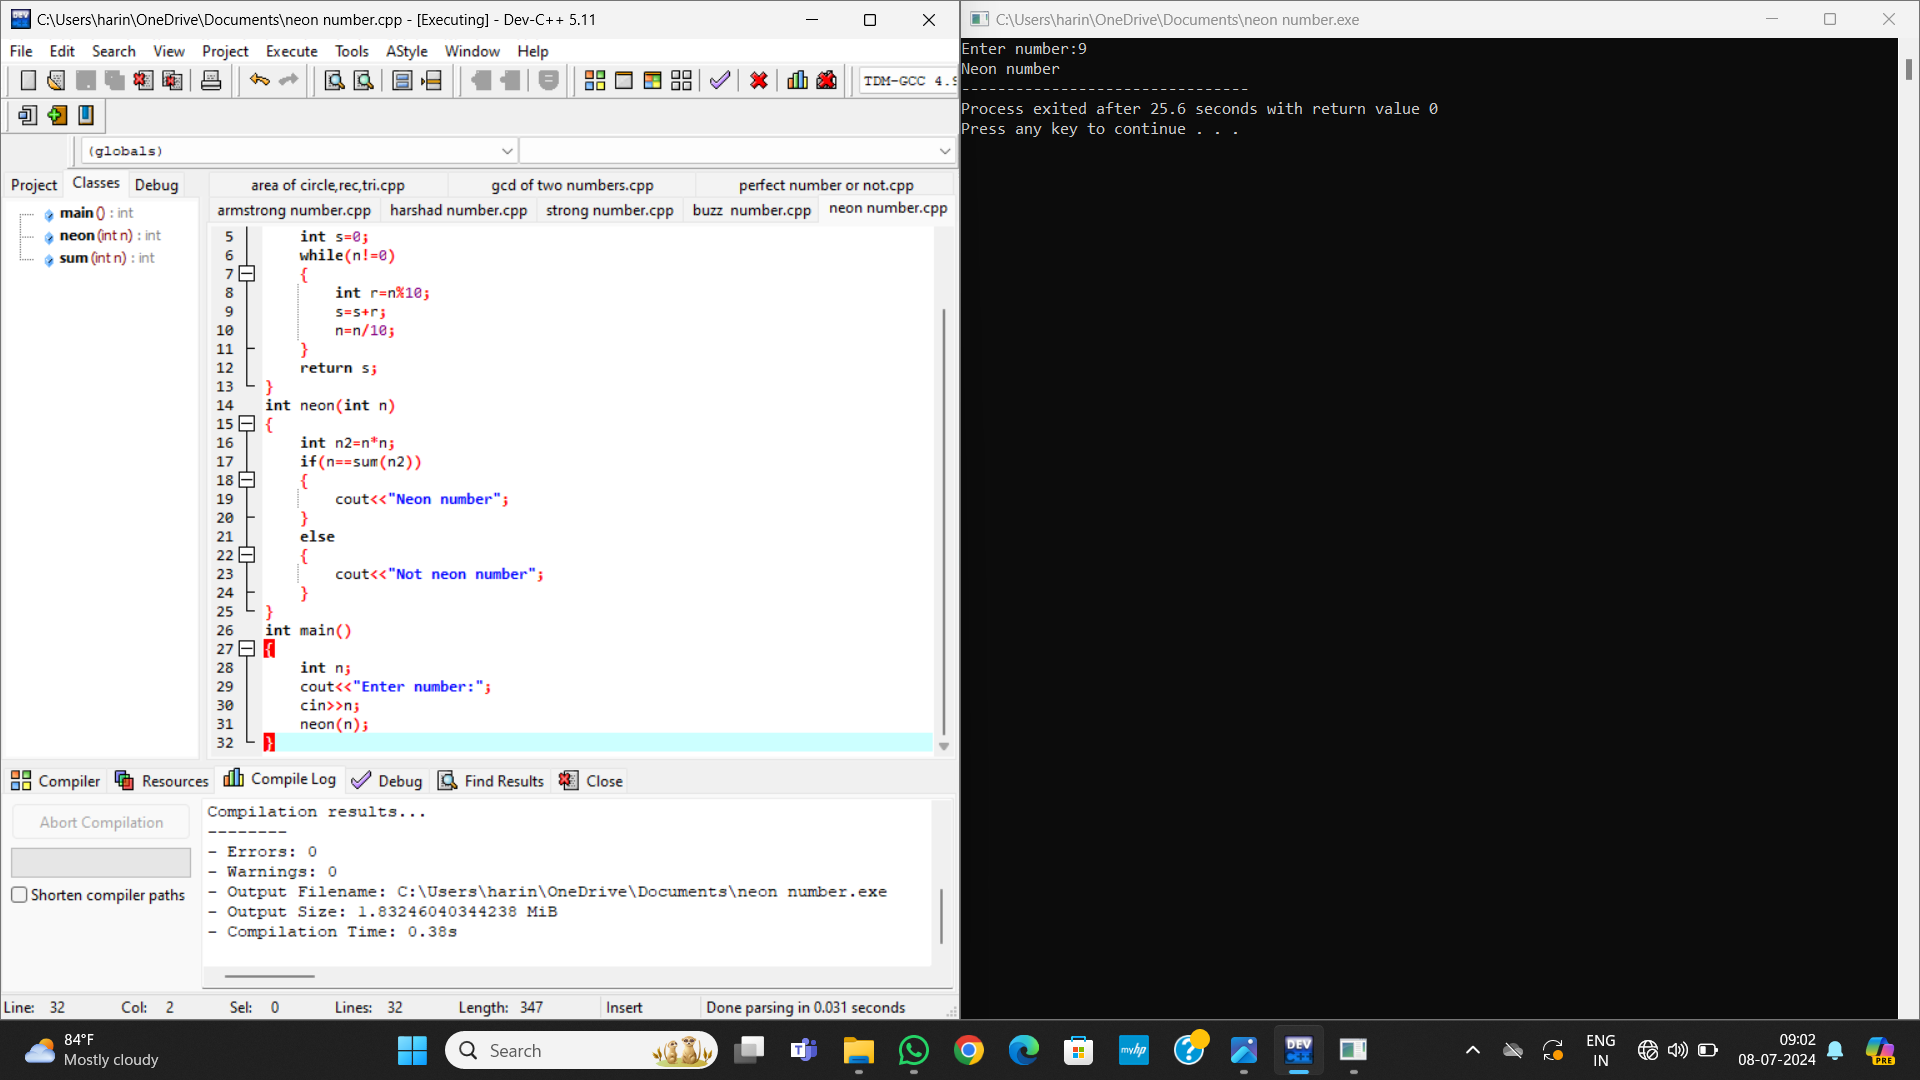 C:\Users\harin\OneDrive\Documents\neon number.cpp - [Executing] - Dev-C++ 5.11
File Edit Search View Project Execute Tools AStyle Window Help
TDM-GCC 4.9
(globals)
Project Classes Debug
main () : int
neon (int n) : int
sum (int n) : int
area of circle,rec,tri.cpp gcd of two numbers.cpp perfect number or not.cpp
armstrong number.cpp harshad number.cpp strong number.cpp buzz number.cpp neon number.cpp
5 int s=0;
6 while(n!=0)
7 {
8 int r=n%10;
9 s=s+r;
10 n=n/10;
11 }
12 return s;
13 }
14 int neon(int n)
15 {
16 int n2=n*n;
17 if(n==sum(n2))
18 {
19 cout<<"Neon number";
20 }
21 else
22 {
23 cout<<"Not neon number";
24 }
25 }
26 int main()
27 {
28 int n;
29 cout<<"Enter number:";
30 cin>>n;
31 neon(n);
32 }
Compiler Resources Compile Log Debug Find Results Close
Abort Compilation
Shorten compiler paths
Compilation results...
--------
- Errors: 0
- Warnings: 0
- Output Filename: C:\Users\harin\OneDrive\Documents\neon number.exe
- Output Size: 1.83246040344238 MiB
- Compilation Time: 0.38s
Line: 32 Col: 2 Sel: 0 Lines: 32 Length: 347 Insert Done parsing in 0.031 seconds
C:\Users\harin\OneDrive\Documents\neon number.exe
Enter number:9
Neon number
--------------------------------
Process exited after 25.6 seconds with return value 0
Press any key to continue . . .
84°F
Mostly cloudy
Search
myhp
DEV
C++
ENG
IN
09:02
08-07-2024
PRE